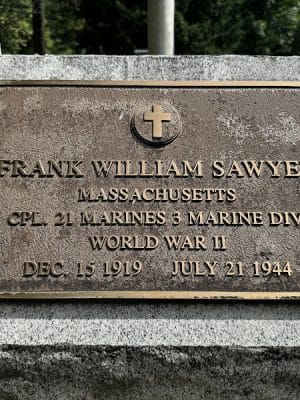 FRANK WILLIAM SAWYE
MASSACHUSETTS
CPL. 21 MARINES 3 MARINE DIV
WORLD WAR II
DEC. 15 1919 JULY 21 1944